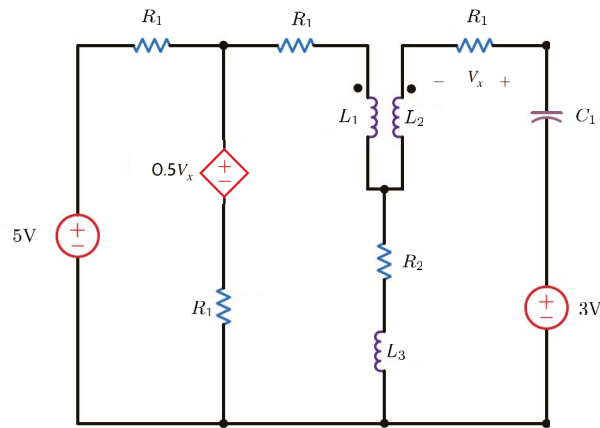 R₁ R₁ R₁
− Vₓ +
L₁ L₂ C₁
0.5Vₓ + −
5V + −
R₂
R₁ + − 3V
L₃